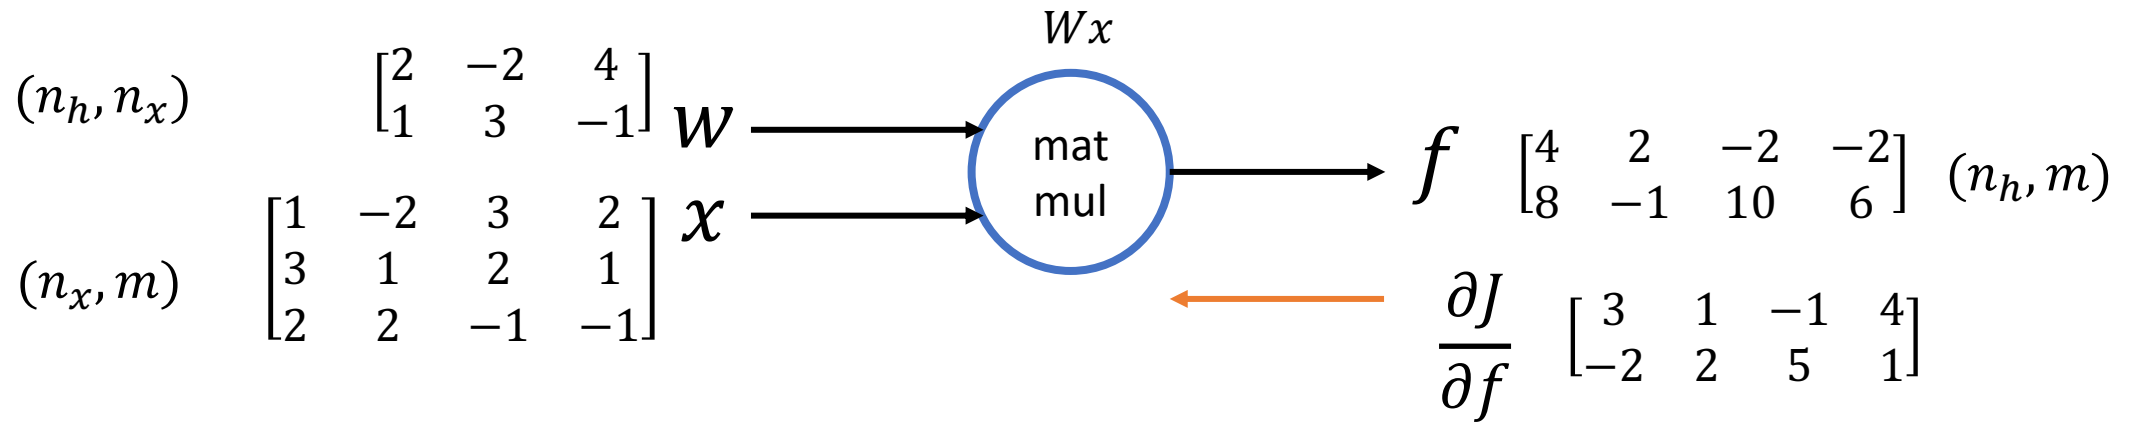 Wx
(n_h, n_x)
[2 −2 4
1 3 −1]
w
mat
mul
f
[4 2 −2 −2
8 −1 10 6]
(n_h, m)
(n_x, m)
[1 −2 3 2
3 1 2 1
2 2 −1 −1]
x
∂J
∂f
[3 1 −1 4
−2 2 5 1]